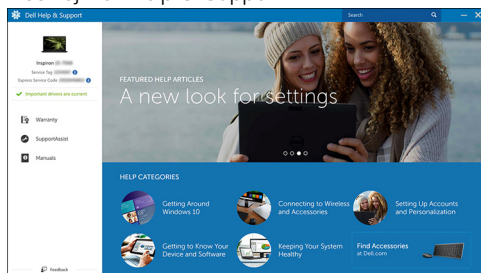 Dell Help & Support
Search
Inspiron
Service Tag
Express Service Code
Important drivers are current
Warranty
SupportAssist
Manuals
Feedback
FEATURED HELP ARTICLES
A new look for settings
HELP CATEGORIES
Getting Around
Windows 10
Connecting to Wireless
and Accessories
Setting Up Accounts
and Personalization
Getting to Know Your
Device and Software
Keeping Your System
Healthy
Find Accessories
at Dell.com